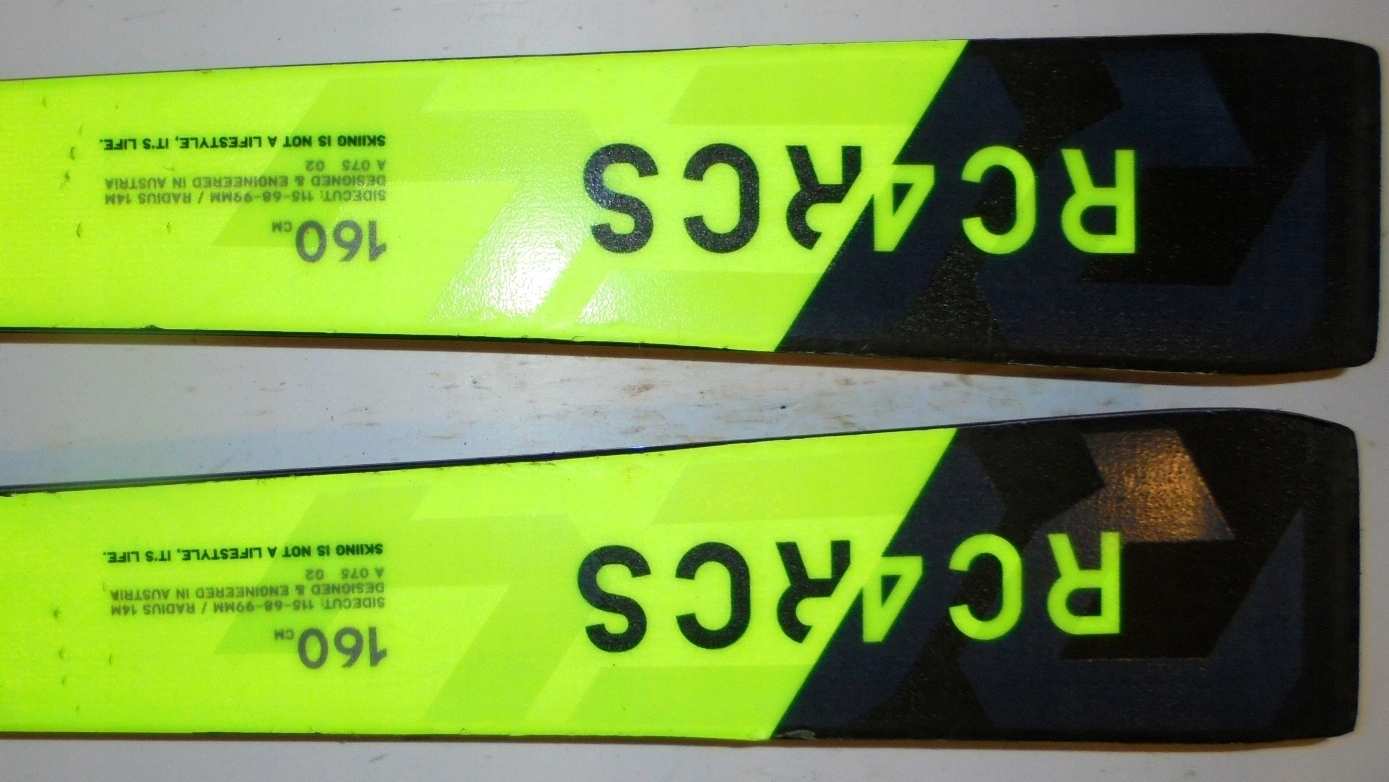 RC4RCS
160 CM
SIDECUT: 115-68-99MM / RADIUS 14M
DESIGNED & ENGINEERED IN AUSTRIA
A 075 02
SKIING IS NOT A LIFESTYLE, IT'S LIFE.
RC4RCS
160 CM
SIDECUT: 115-68-99MM / RADIUS 14M
DESIGNED & ENGINEERED IN AUSTRIA
A 075 02
SKIING IS NOT A LIFESTYLE, IT'S LIFE.